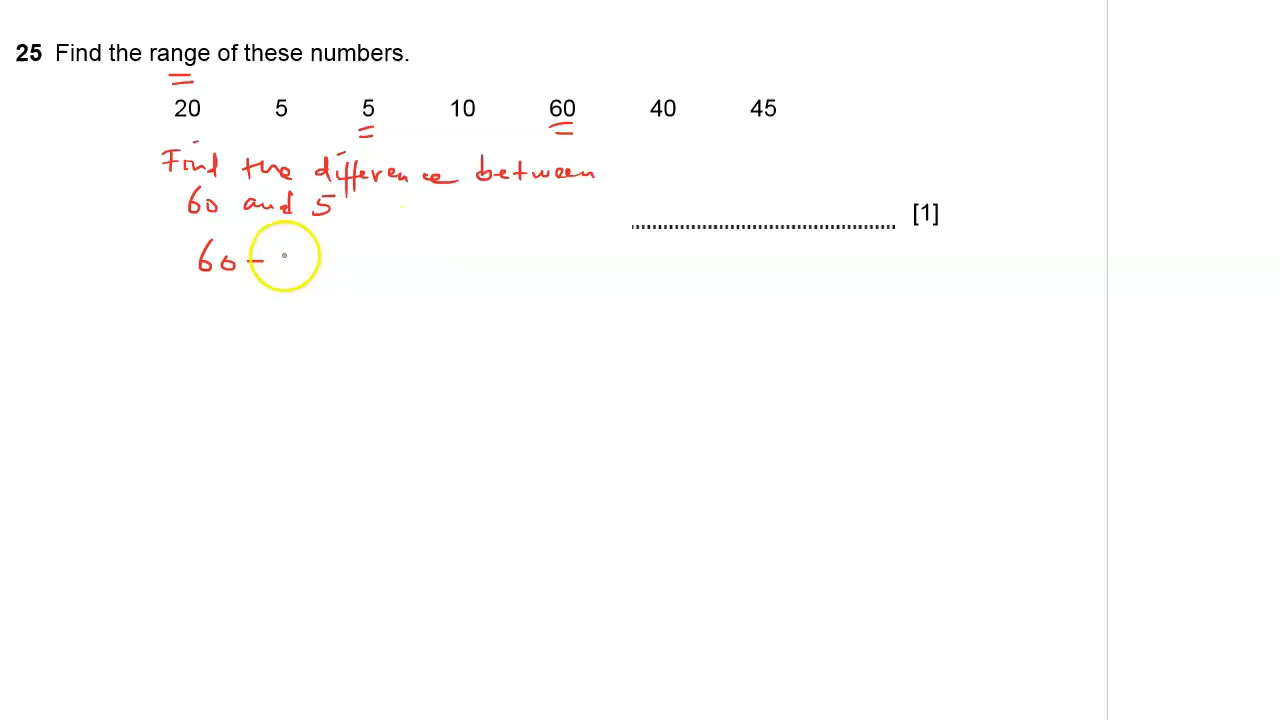 25 Find the range of these numbers.
20 5 5 10 60 40 45
Find the difference between
60 and 5
[1]
60 -